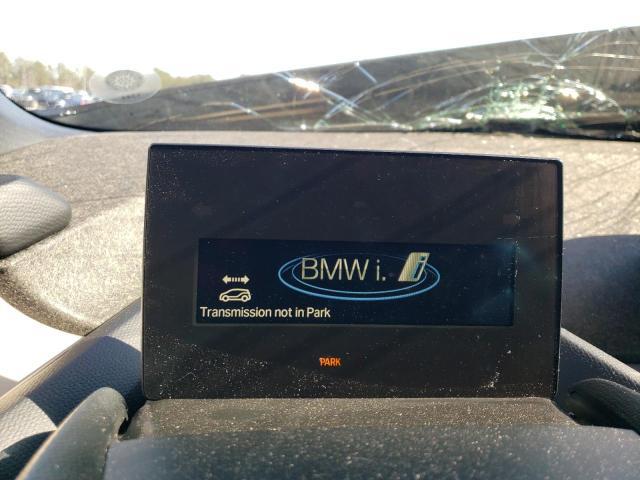 BMW i. i
Transmission not in Park
PARK